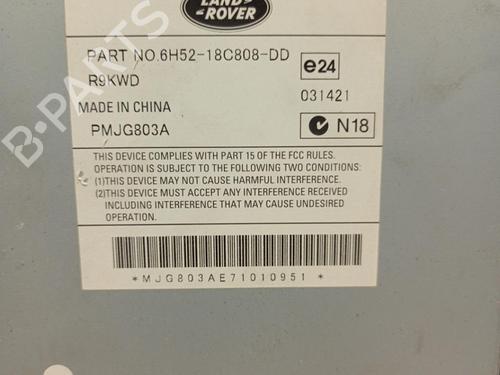 LAND-
ROVER
PART NO.6H52-18C808-DD
e24
R9KWD
031421
MADE IN CHINA
PMJG803A
N18
THIS DEVICE COMPLIES WITH PART 15 OF THE FCC RULES.
OPERATION IS SUBJECT TO THE FOLLOWING TWO CONDITIONS:
(1)THIS DEVICE MAY NOT CAUSE HARMFUL INTERFERENCE.
(2)THIS DEVICE MUST ACCEPT ANY INTERFERENCE RECEIVED
INCLUDING INTERFERENCE THAT MAY CAUSE UNDESIRED
OPERATION.
*MJG803AE71010951*
B-PARTS